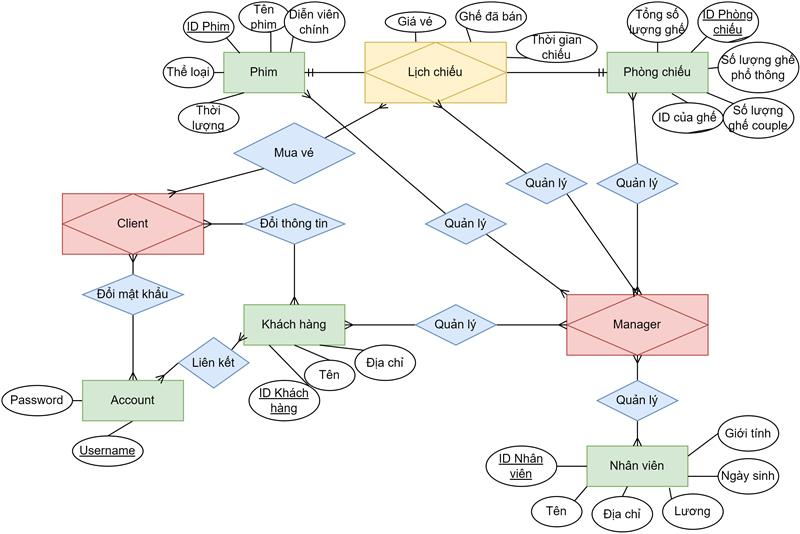 ID Phim
Tên
phim
Diễn viên
chính
Thể loại
Phim
Thời
lượng
Giá vé
Ghế đã bán
Thời gian
chiếu
Lịch chiếu
Tổng số
lượng ghế
ID Phòng
chiếu
Phòng chiếu
Số lượng ghế
phổ thông
ID của ghế
Số lượng
ghế couple
Mua vé
Quản lý
Quản lý
Client
Đổi thông tin
Quản lý
Đổi mật khẩu
Khách hàng
Quản lý
Manager
Liên kết
Địa chỉ
Tên
ID Khách
hàng
Password
Account
Username
Quản lý
Giới tính
ID Nhân
viên
Nhân viên
Ngày sinh
Tên
Địa chỉ
Lương